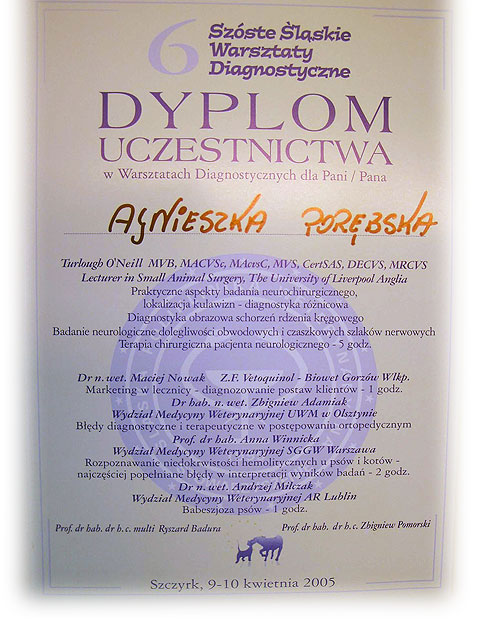 6 Szóste Śląskie
Warsztaty
Diagnostyczne
DYPLOM
UCZESTNICTWA
w Warsztatach Diagnostycznych dla Pani / Pana
AGNIESZKA PORĘBSKA
Turlough O'Neill MVB, MACVSc, MActsC, MVS, CertSAS, DECVS, MRCVS
Lecturer in Small Animal Surgery, The University of Liverpool Anglia
Praktyczne aspekty badania neurochirurgicznego,
lokalizacja kulawizn - diagnostyka różnicowa
Diagnostyka obrazowa schorzeń rdzenia kręgowego
Badanie neurologiczne dolegliwości obwodowych i czaszkowych szlaków nerwowych
Terapia chirurgiczna pacjenta neurologicznego - 5 godz.
Dr n. wet. Maciej Nowak Z.F. Vetoquinol - Biowet Gorzów Wlkp.
Marketing w lecznicy - diagnozowanie postaw klientów - 1 godz.
Dr hab. n. wet. Zbigniew Adamiak
Wydział Medycyny Weterynaryjnej UWM w Olsztynie
Błędy diagnostyczne i terapeutyczne w postępowaniu ortopedycznym
Prof. dr hab. Anna Winnicka
Wydział Medycyny Weterynaryjnej SGGW Warszawa
Rozpoznawanie niedokrwistości hemolitycznych u psów i kotów -
najczęściej popełniane błędy w interpretacji wyników badań - 2 godz.
Dr n. wet. Andrzej Milczak
Wydział Medycyny Weterynaryjnej AR Lublin
Babeszjoza psów - 1 godz.
Prof. dr hab. dr h. c. multi Ryszard Badura Prof. dr hab. dr h. c. Zbigniew Pomorski
Szczyrk, 9-10 kwietnia 2005